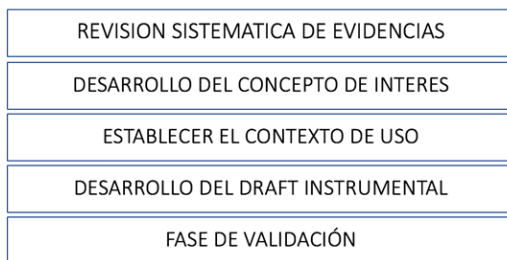 REVISION SISTEMATICA DE EVIDENCIAS
DESARROLLO DEL CONCEPTO DE INTERES
ESTABLECER EL CONTEXTO DE USO
DESARROLLO DEL DRAFT INSTRUMENTAL
FASE DE VALIDACIÓN